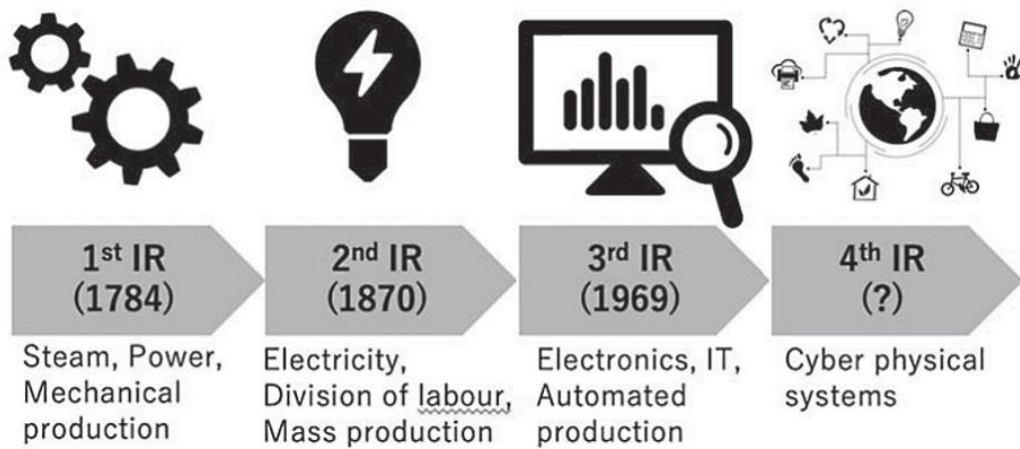 1st IR
(1784)
2nd IR
(1870)
3rd IR
(1969)
4th IR
(?)
Steam, Power,
Mechanical
production
Electricity,
Division of labour,
Mass production
Electronics, IT,
Automated
production
Cyber physical
systems